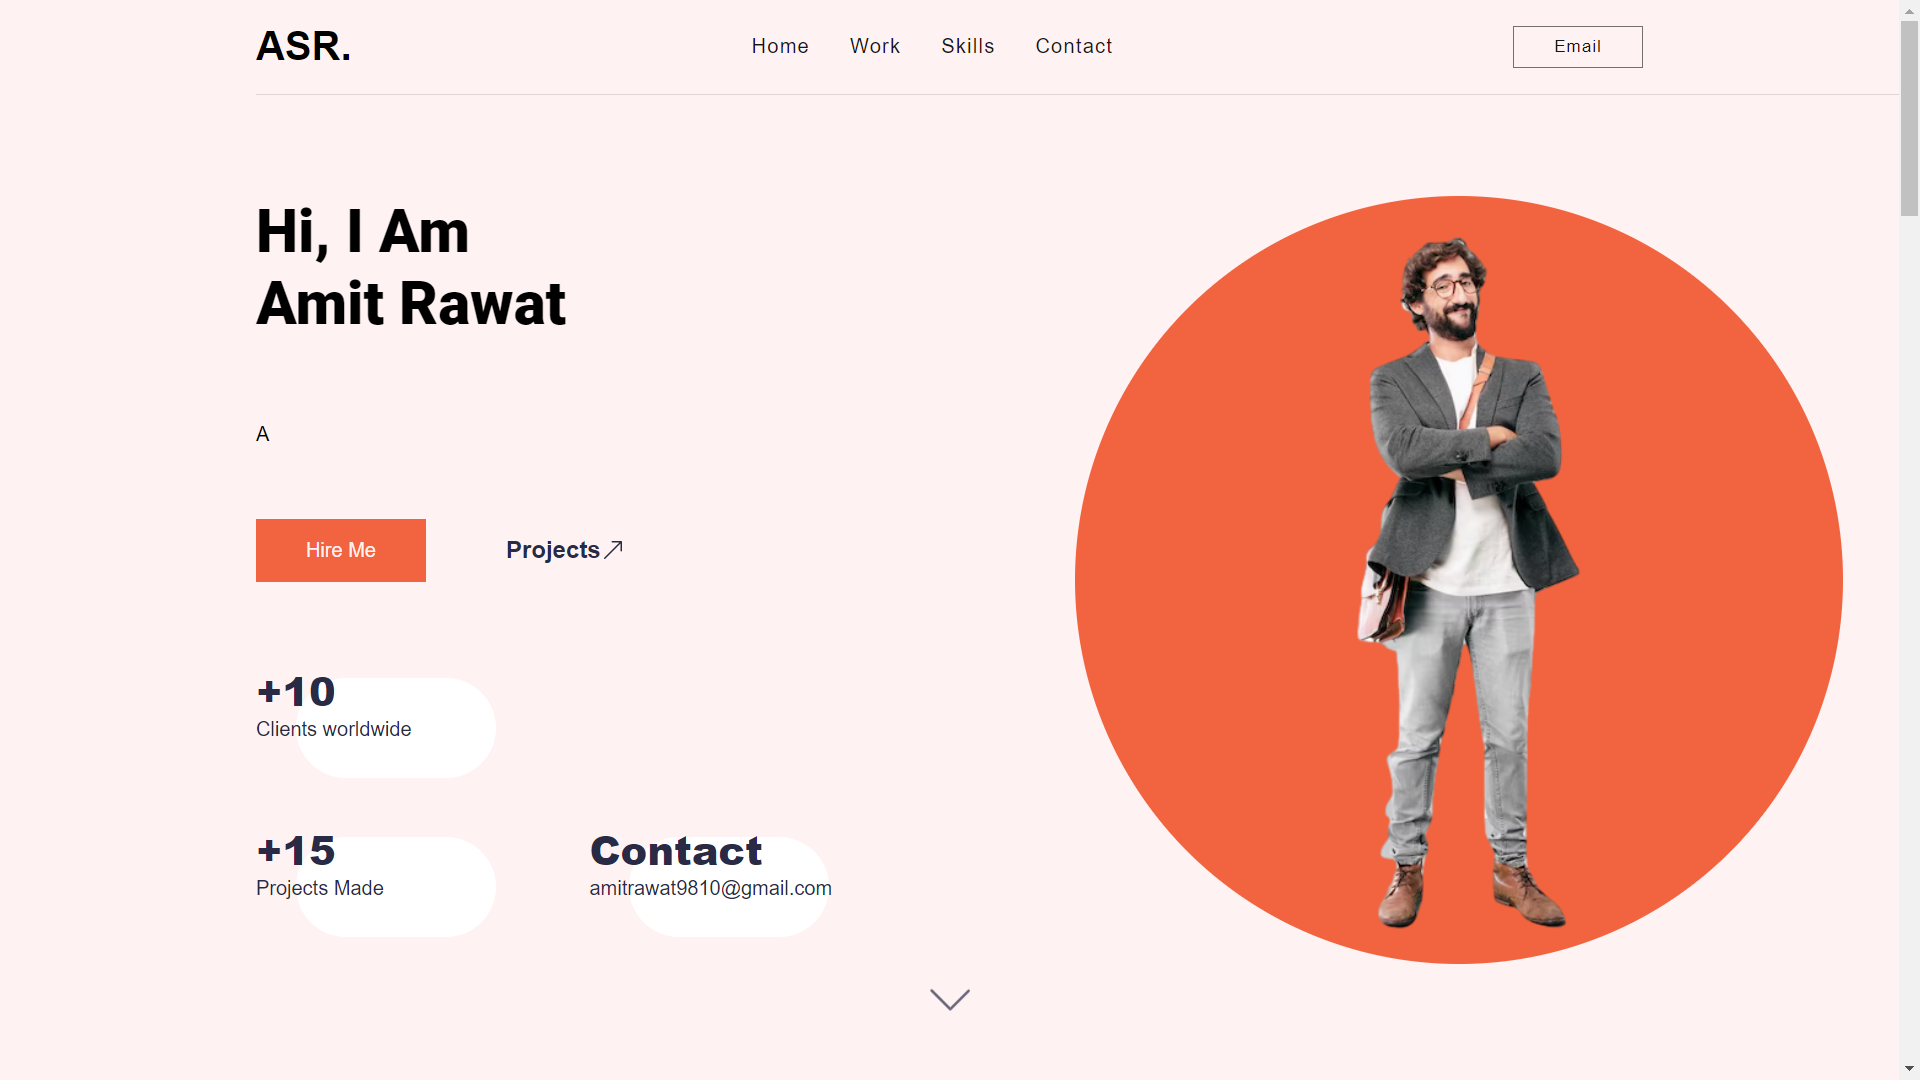 ASR.
Home Work Skills Contact
Email
Hi, I Am
Amit Rawat
A
Hire Me
Projects
+10
Clients worldwide
+15
Projects Made
Contact
amitrawat9810@gmail.com